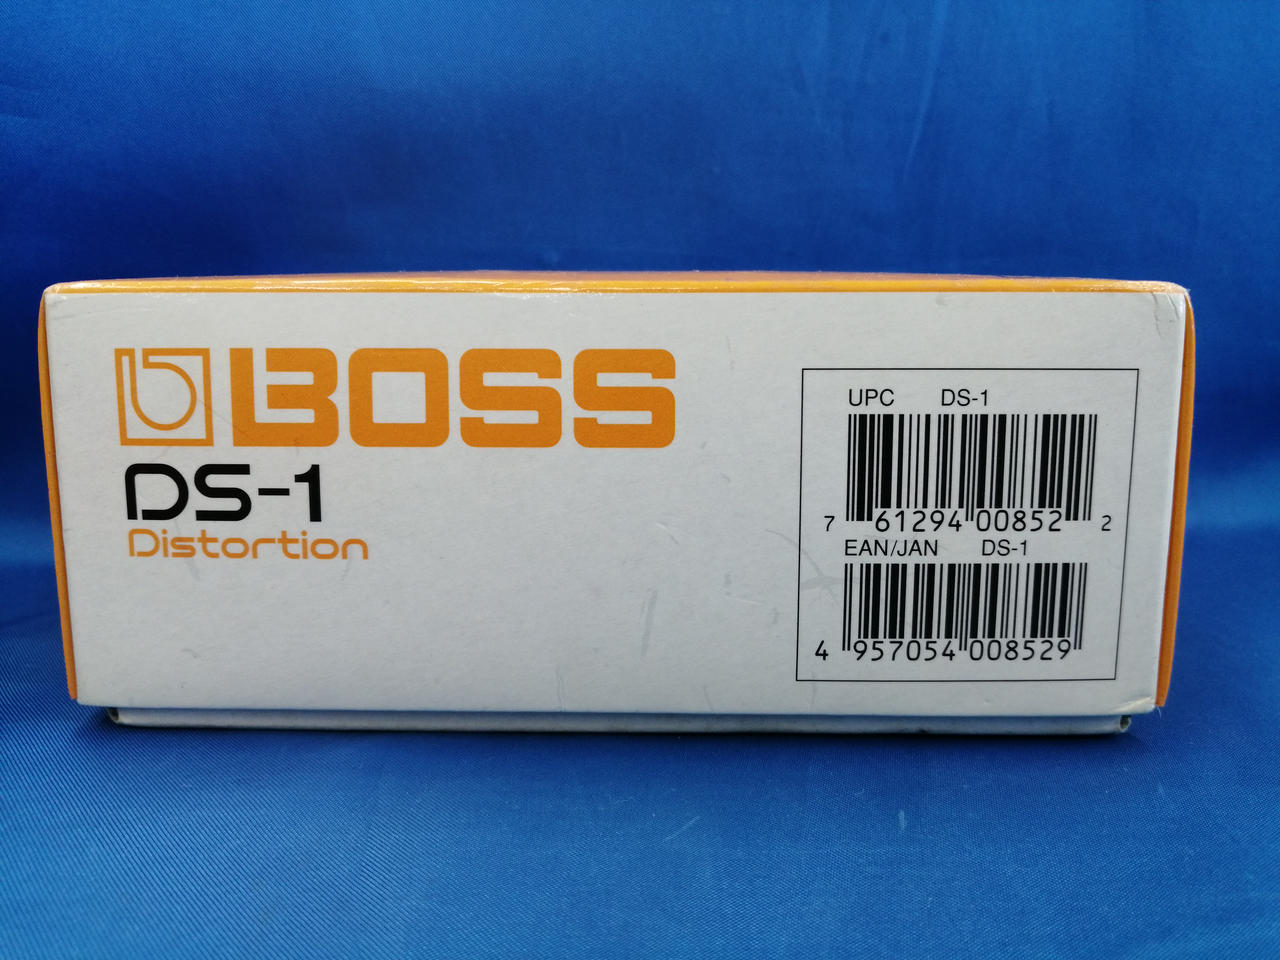 BOSS
DS-1
Distortion
UPC DS-1
7 61294 00852 2
EAN/JAN DS-1
4 957054 008529